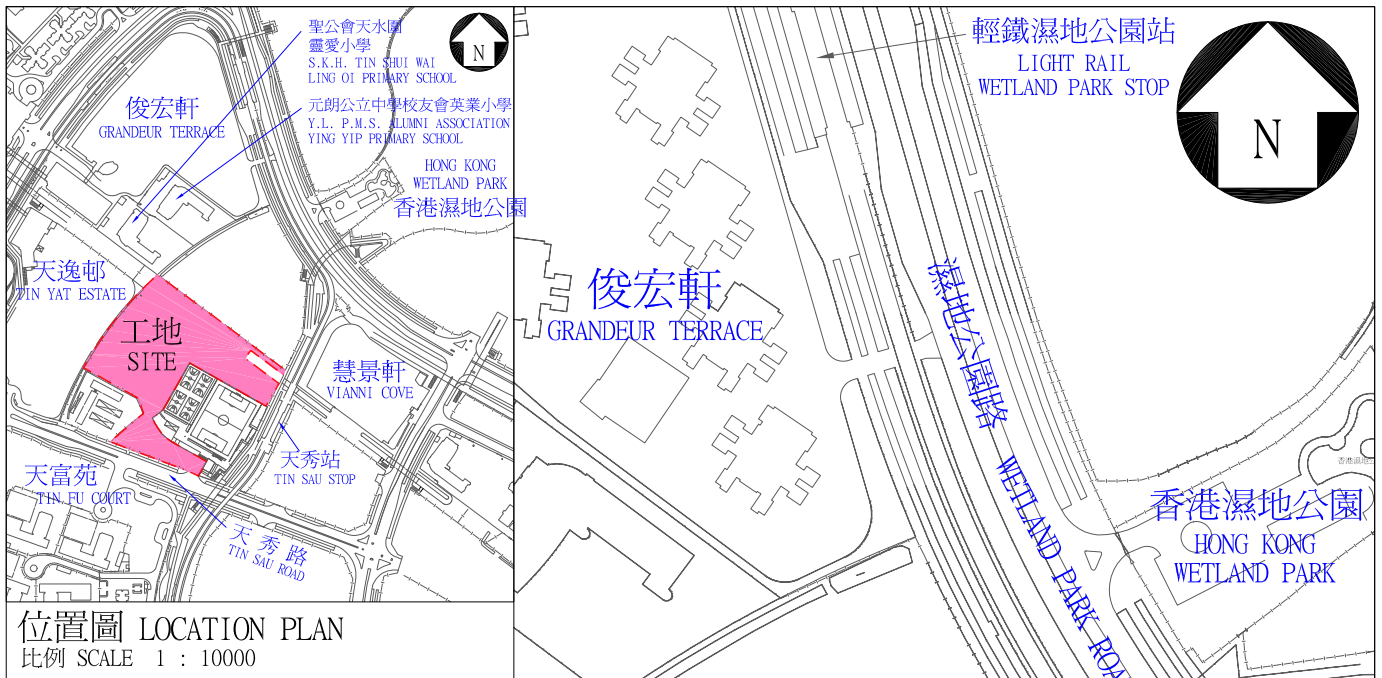 聖公會天水圍
靈愛小學
S.K.H. TIN SHUI WAI
LING OI PRIMARY SCHOOL
N
俊宏軒
GRANDEUR TERRACE
元朗公立中學校友會英業小學
Y.L. P.M.S. ALUMNI ASSOCIATION
YING YIP PRIMARY SCHOOL
HONG KONG
WETLAND PARK
香港濕地公園
天逸邨
TIN YAT ESTATE
工地
SITE
慧景軒
VIANNI COVE
天秀站
TIN SAU STOP
天富苑
TIN FU COURT
天秀路
TIN SAU ROAD
位置圖 LOCATION PLAN
比例 SCALE 1 : 10000
輕鐵濕地公園站
LIGHT RAIL
WETLAND PARK STOP
N
俊宏軒
GRANDEUR TERRACE
濕地公園路 WETLAND PARK ROA
香港濕地公
香港濕地公園
HONG KONG
WETLAND PARK